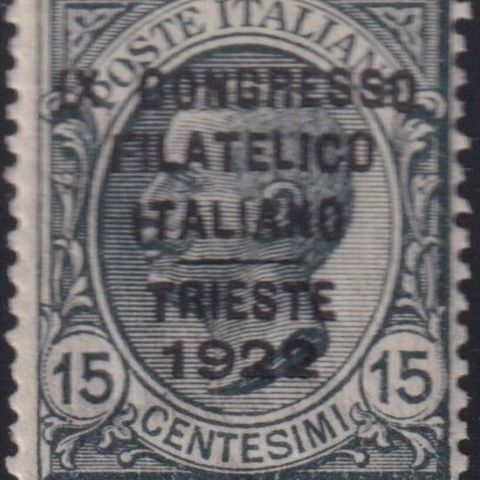 POSTE ITALIANE
IX CONGRESSO
FILATELICO
ITALIANO
TRIESTE
1922
15 15
CENTESIMI